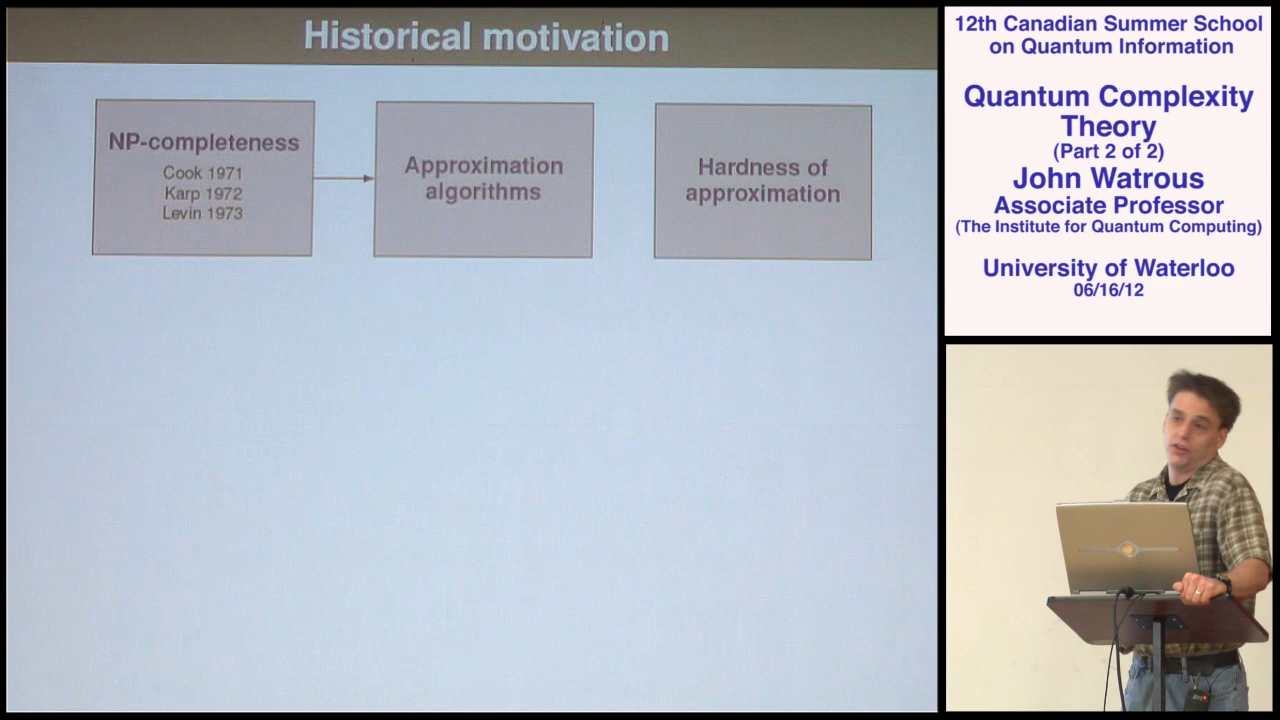 Historical motivation
NP-completeness
Cook 1971
Karp 1972
Levin 1973
Approximation
algorithms
Hardness of
approximation
12th Canadian Summer School
on Quantum Information
Quantum Complexity
Theory
(Part 2 of 2)
John Watrous
Associate Professor
(The Institute for Quantum Computing)
University of Waterloo
06/16/12